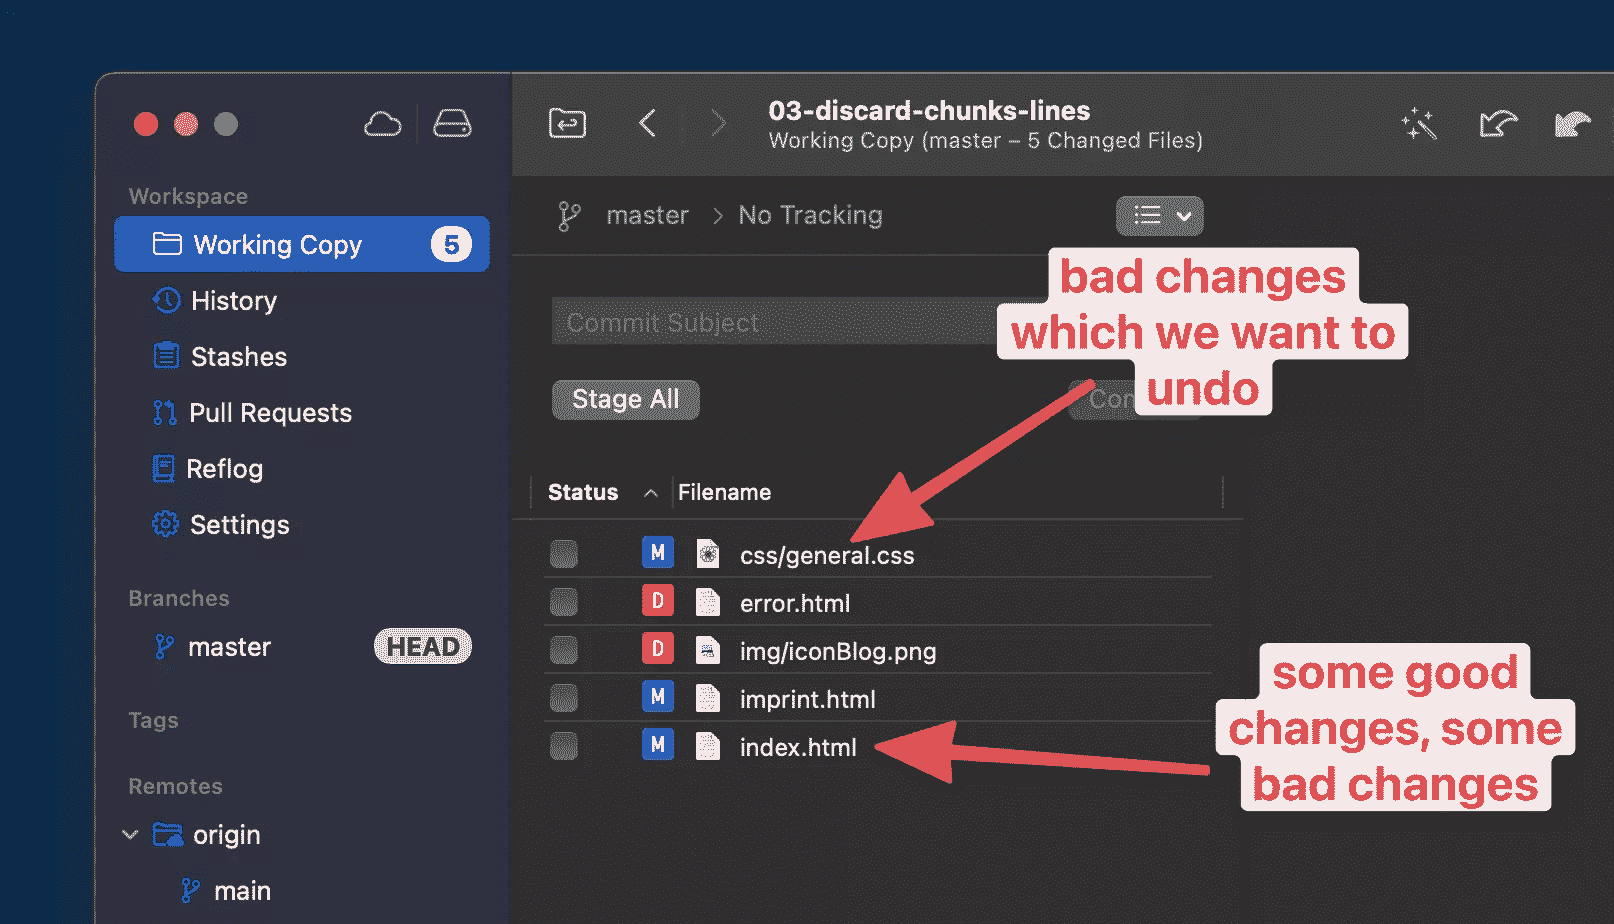 03-discard-chunks-lines
Working Copy (master – 5 Changed Files)
Workspace
Working Copy 5
History
Stashes
Pull Requests
Reflog
Settings
Branches
master HEAD
Tags
Remotes
origin
main
master > No Tracking
Commit Subject
Stage All
bad changes
which we want to
undo
Status Filename
M css/general.css
D error.html
D img/iconBlog.png
M imprint.html
M index.html
some good
changes, some
bad changes